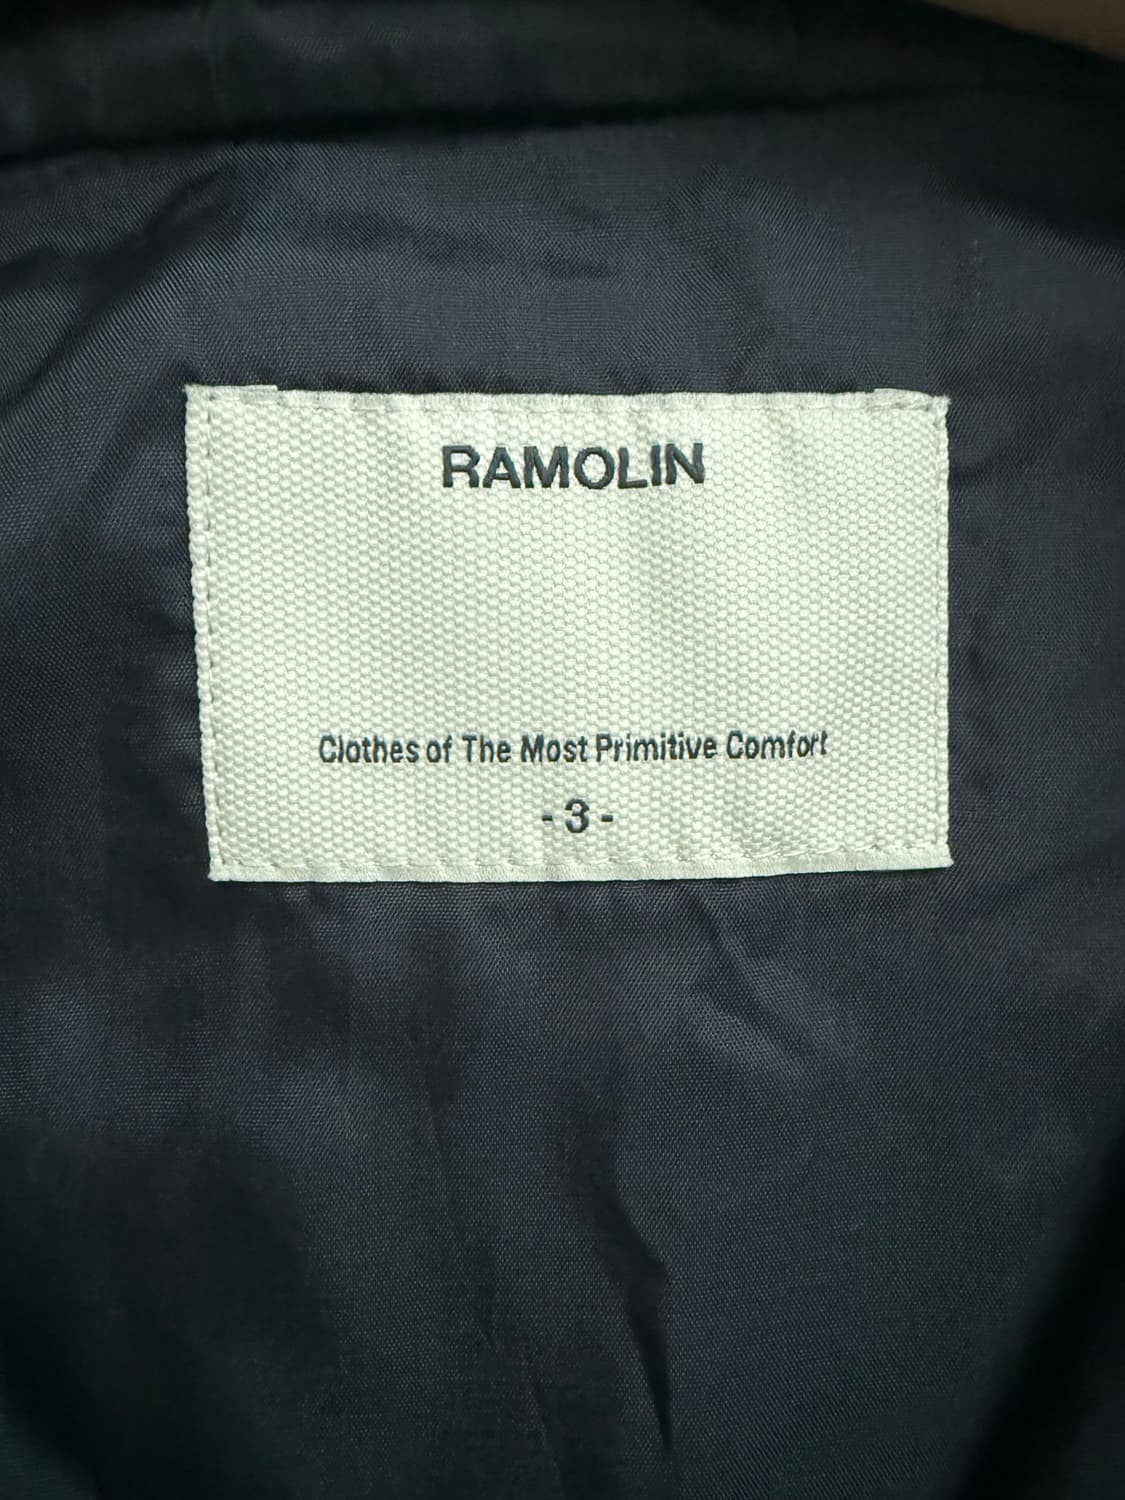 RAMOLIN
Clothes of The Most Primitive Comfort
- 3 -